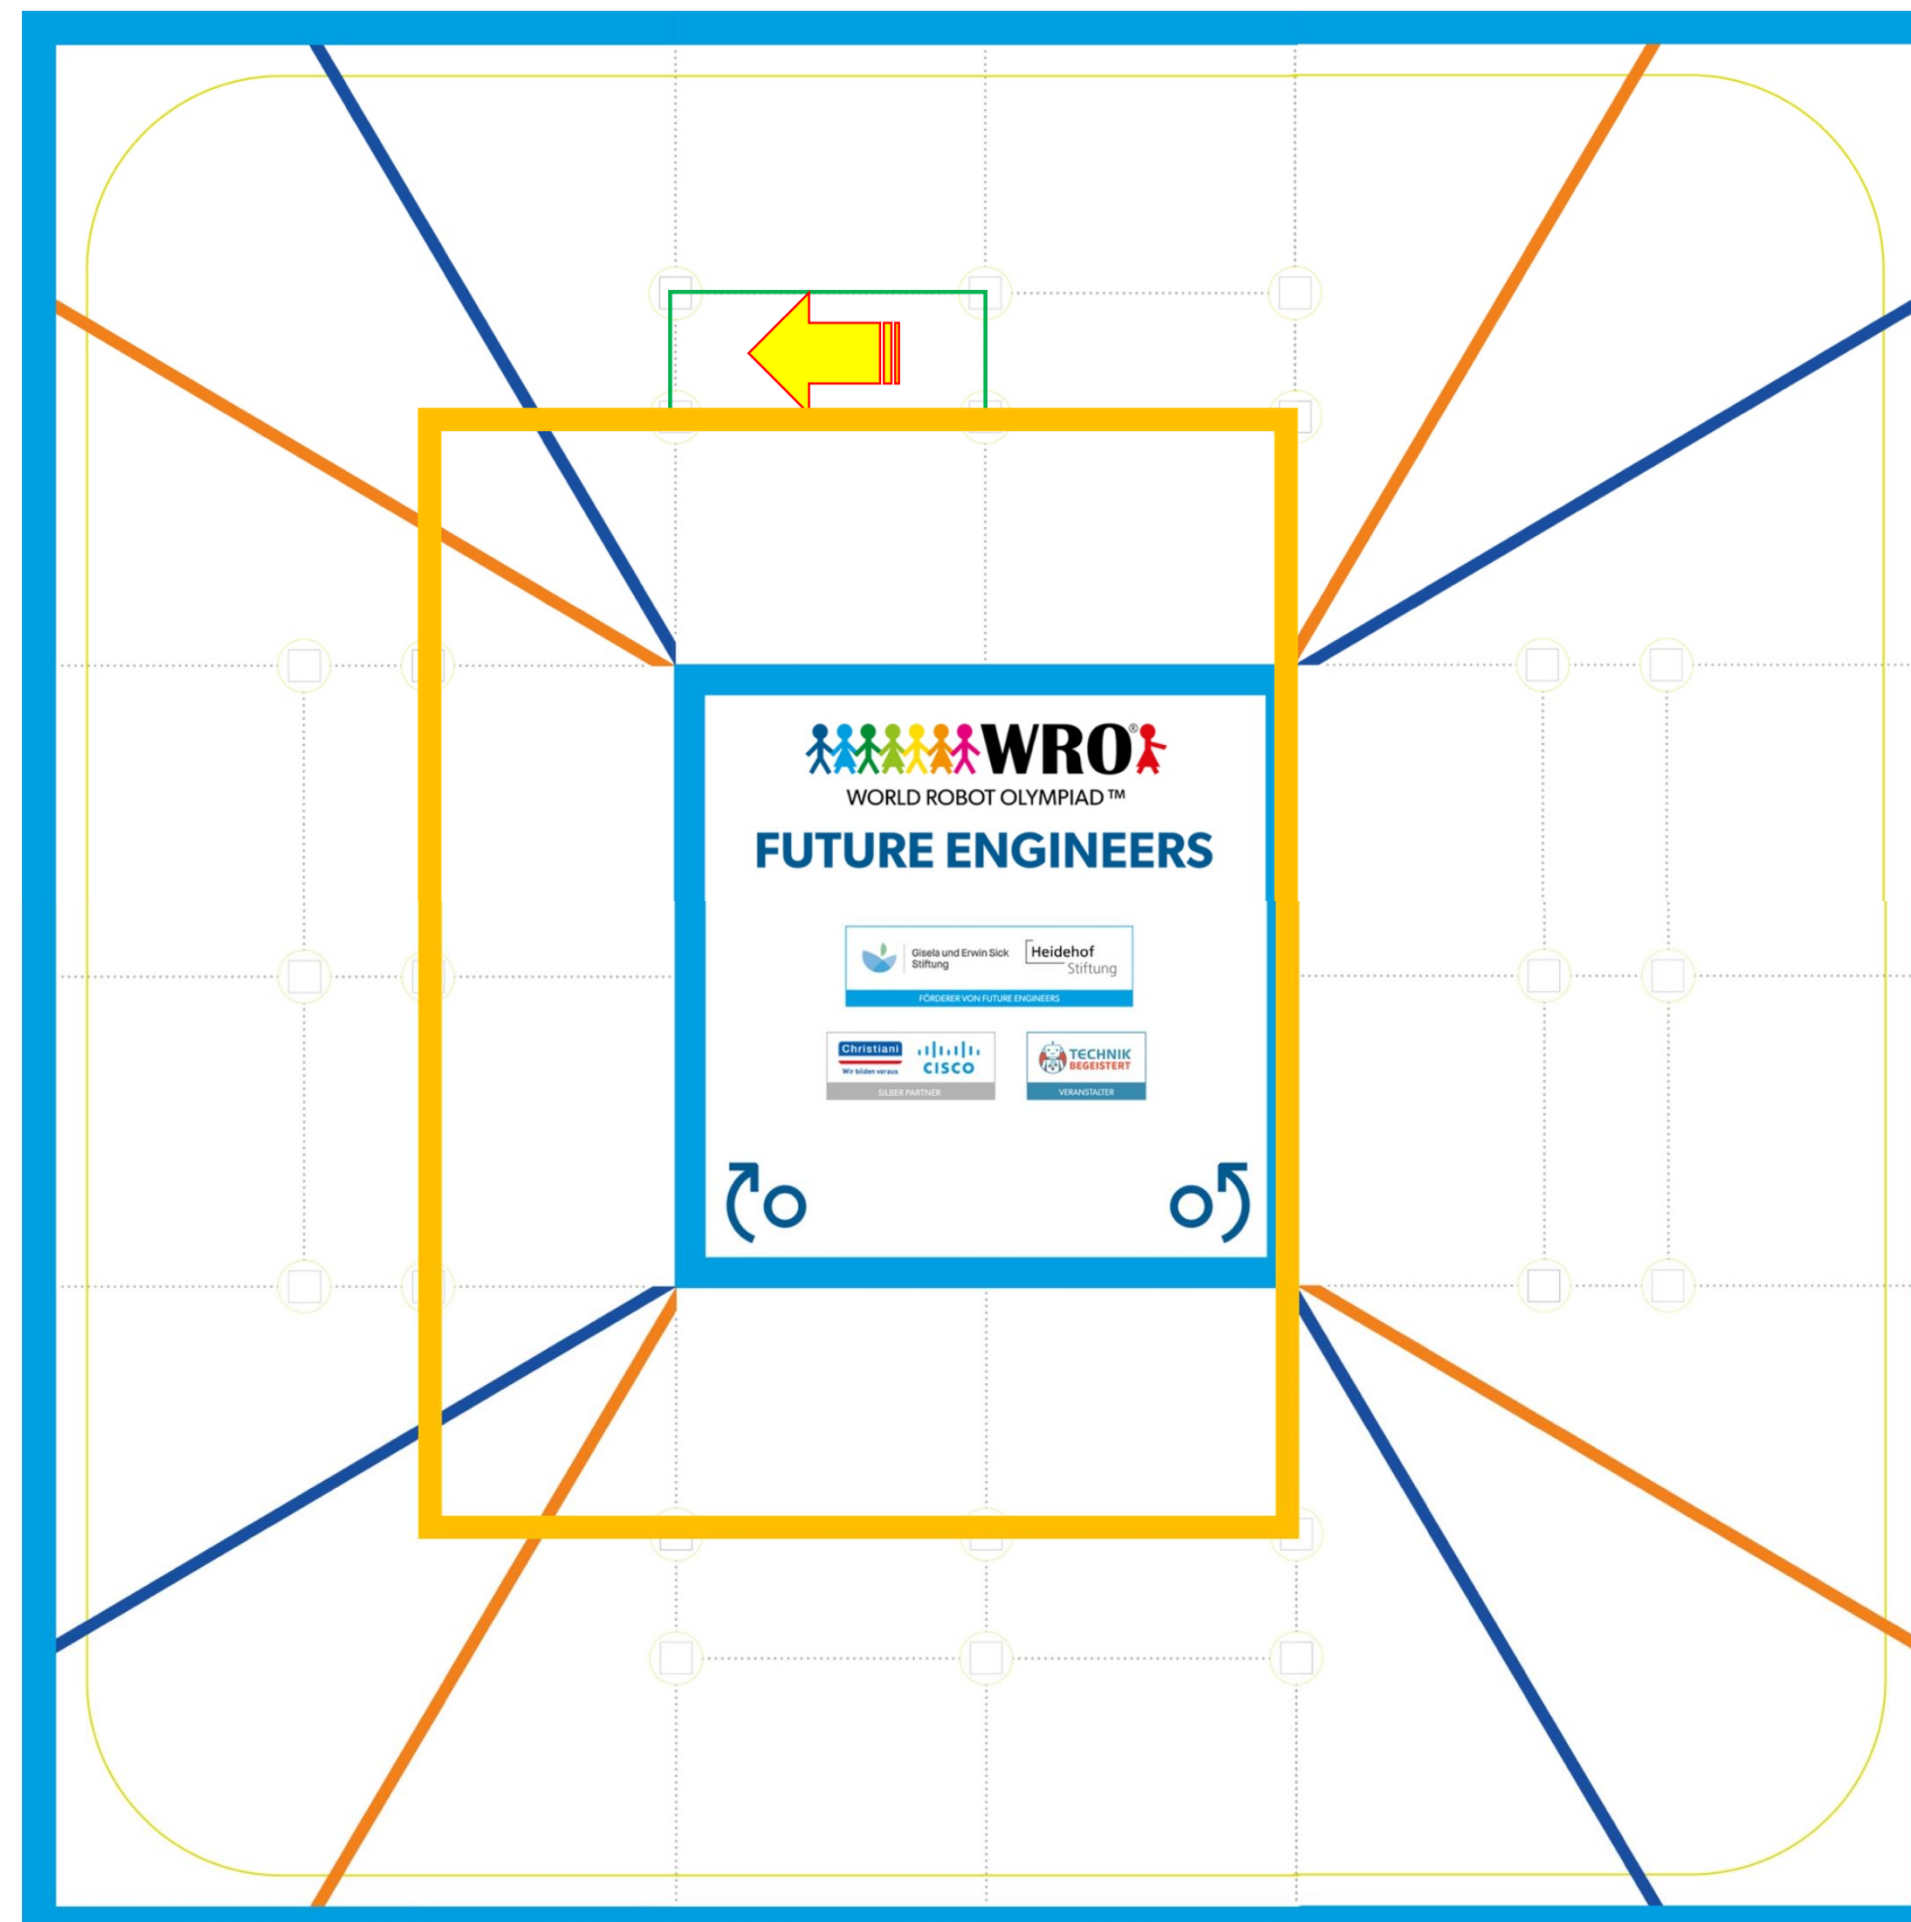 WRO®
WORLD ROBOT OLYMPIAD™
FUTURE ENGINEERS
Gisela und Erwin Sick
Stiftung
Heidehof
Stiftung
FÖRDERER VON FUTURE ENGINEERS
Christiani
Wir bilden voraus
CISCO
SILBER PARTNER
TECHNIK
BEGEISTERT
VERANSTALTER